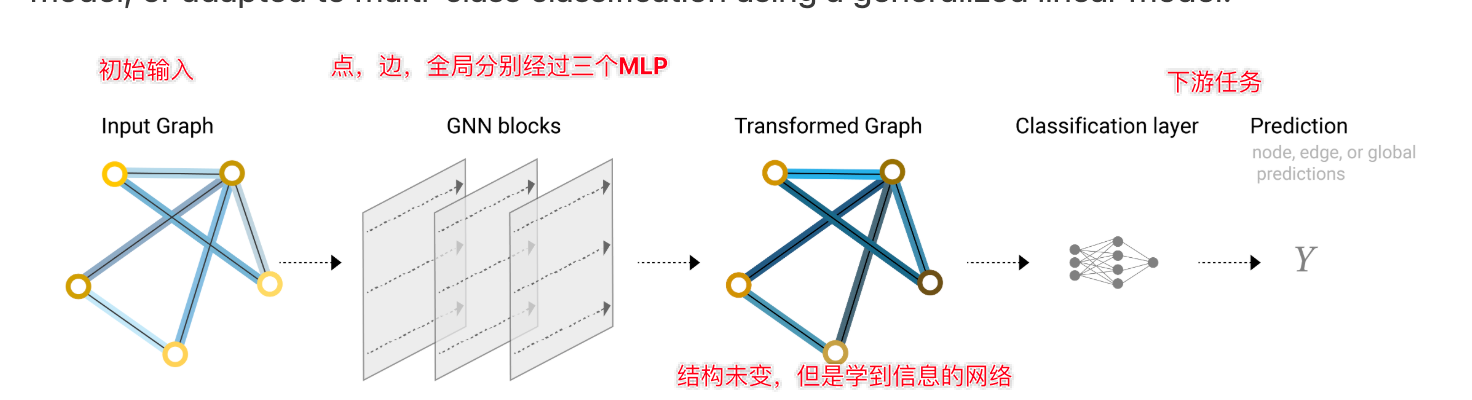 model, or adapted to multi-class classification using a generalized linear model.
初始输入
点，边，全局分别经过三个MLP
下游任务
Input Graph
GNN blocks
Transformed Graph
Classification layer
Prediction
node, edge, or global
predictions
Y
结构未变，但是学到信息的网络